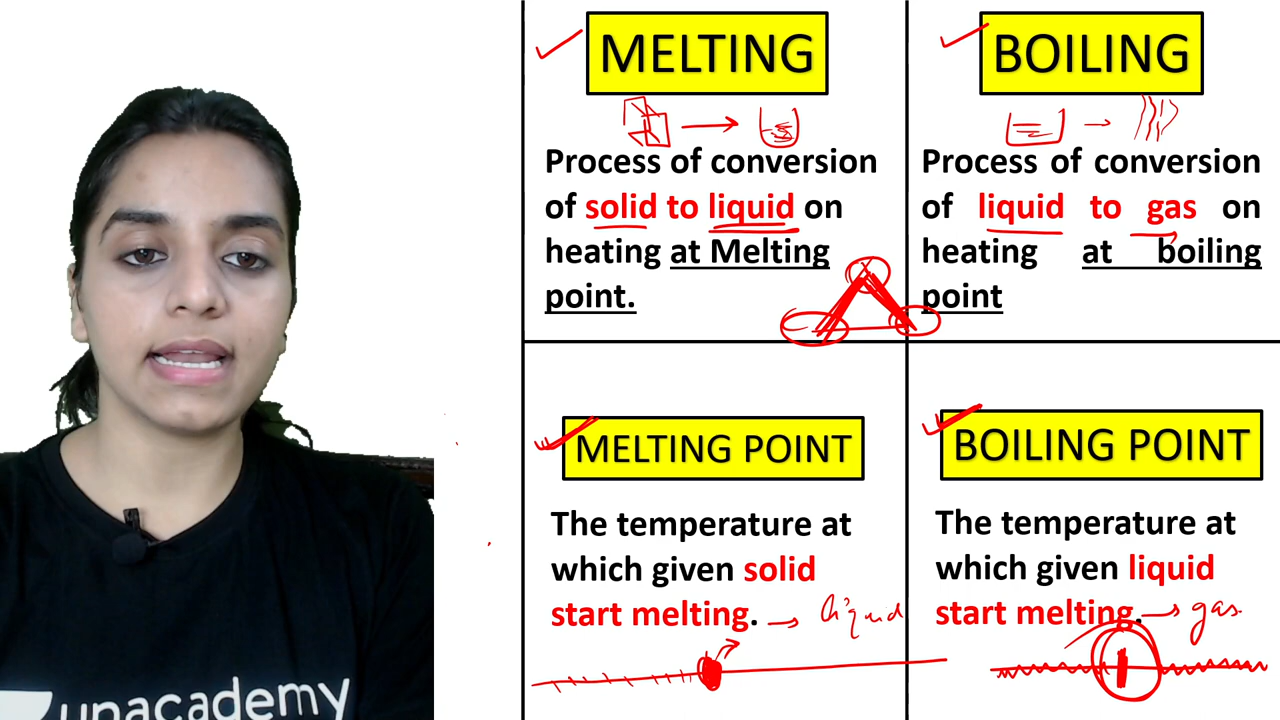 MELTING
Process of conversion
of solid to liquid on
heating at Melting
point.
BOILING
Process of conversion
of liquid to gas on
heating at boiling
point
MELTING POINT
The temperature at
which given solid
start melting. → liquid
BOILING POINT
The temperature at
which given liquid
start melting. → gas
unacademy